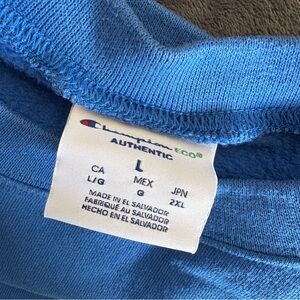 Champion ECO®
AUTHENTIC
L
CA MEX JPN
L/G G 2XL
MADE IN EL SALVADOR
FABRIQUÉ AU SALVADOR
HECHO EN EL SALVADOR